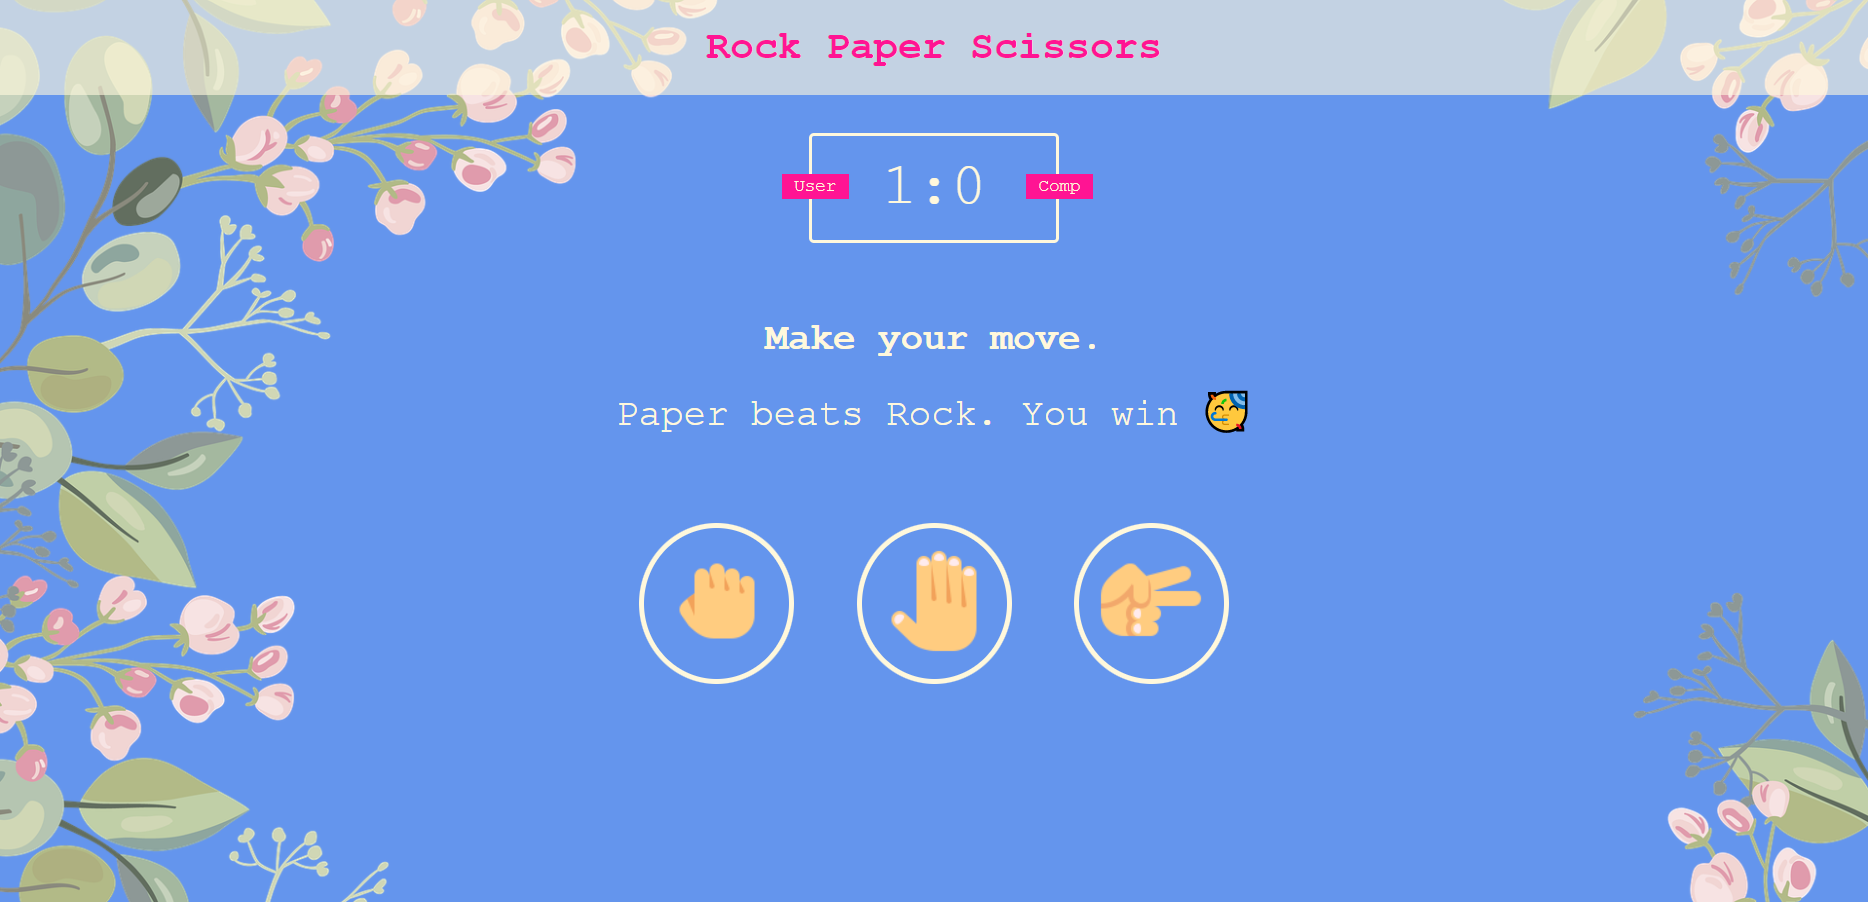 Rock Paper Scissors
User 1:0 Comp
Make your move.
Paper beats Rock. You win 🥳